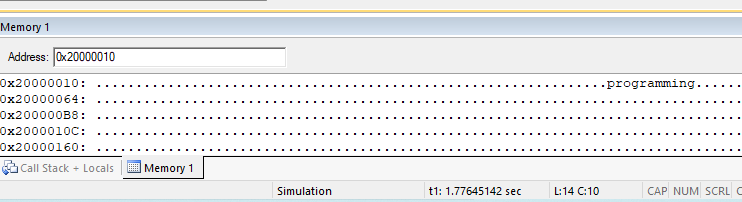 Memory 1
Address: 0x20000010
0x20000010: ................................................................programming......
0x20000064: .................................................................................
0x200000B8: .................................................................................
0x2000010C: .................................................................................
0x20000160: .................................................................................
Call Stack + Locals Memory 1
Simulation t1: 1.77645142 sec L:14 C:10 CAP NUM SCRL